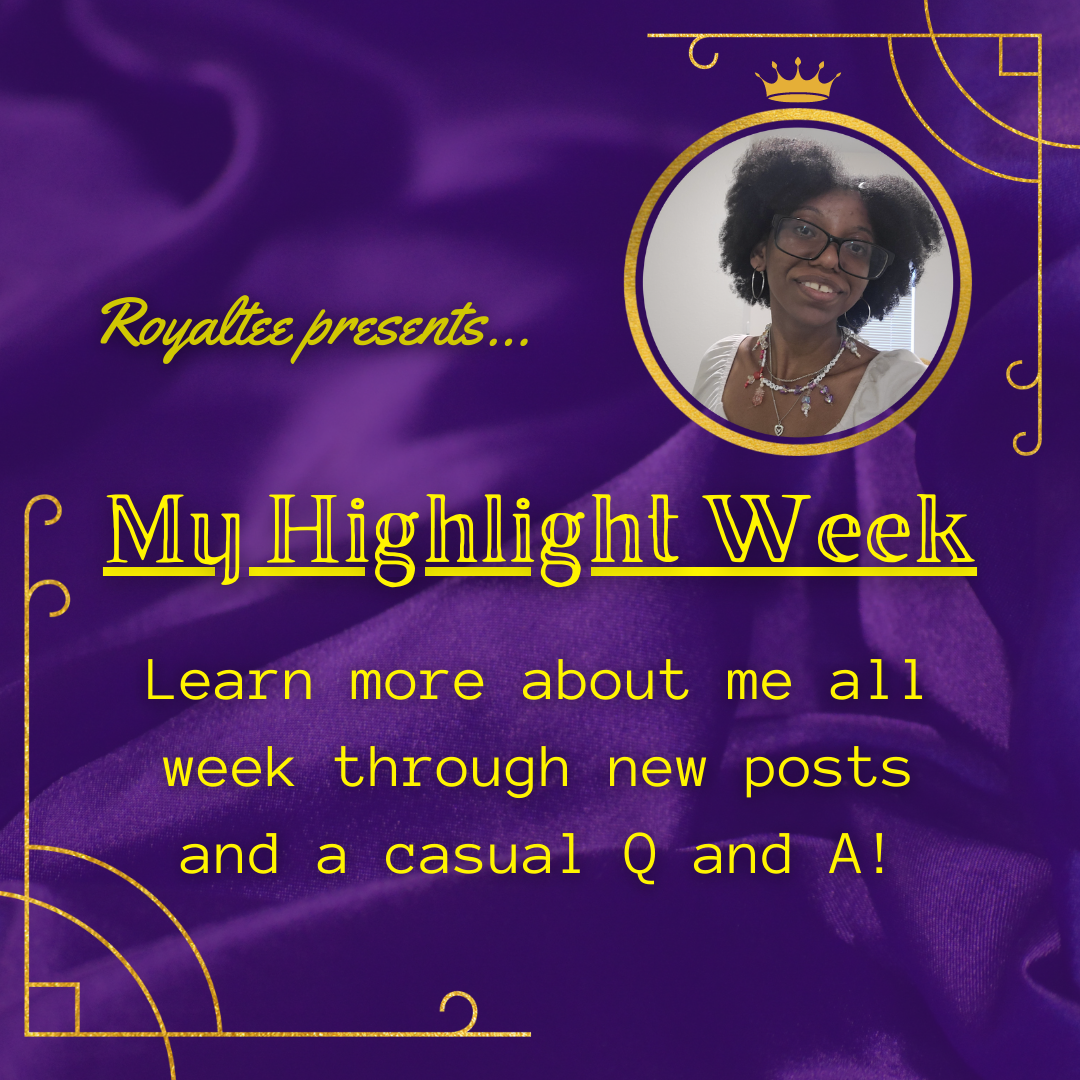 Royaltee presents...
My Highlight Week
Learn more about me all
week through new posts
and a casual Q and A!